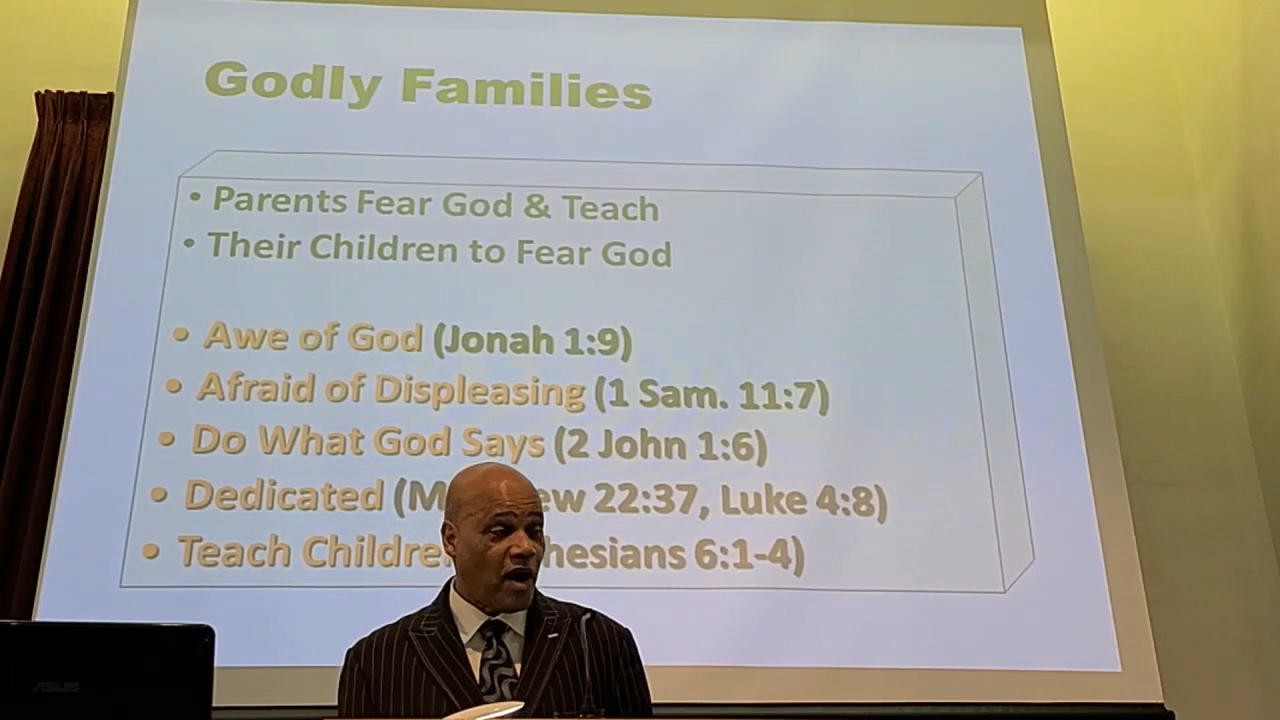 Godly Families
• Parents Fear God & Teach
• Their Children to Fear God
• Awe of God (Jonah 1:9)
• Afraid of Displeasing (1 Sam. 11:7)
• Do What God Says (2 John 1:6)
• Dedicated (M ew 22:37, Luke 4:8)
• Teach Childre hesians 6:1-4)
ASUS